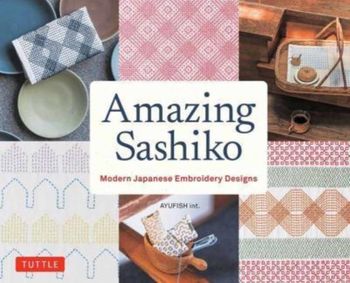 Amazing
Sashiko
Modern Japanese Embroidery Designs
AYUFISH int.
TUTTLE